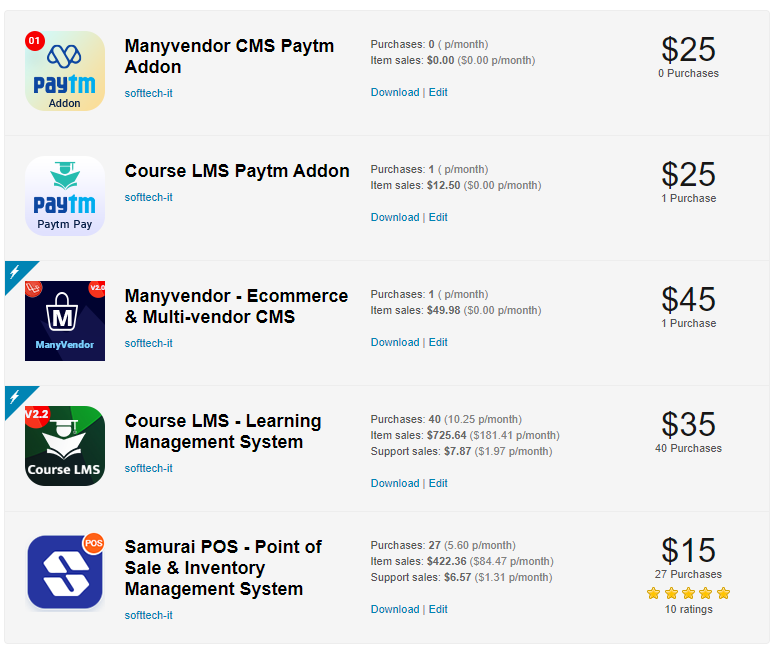 01
paytm
Addon
Manyvendor CMS Paytm
Addon
softtech-it
Purchases: 0 ( p/month)
Item sales: $0.00 ($0.00 p/month)
Download | Edit
$25
0 Purchases
paytm
Paytm Pay
Course LMS Paytm Addon
softtech-it
Purchases: 1 ( p/month)
Item sales: $12.50 ($0.00 p/month)
Download | Edit
$25
1 Purchase
V2.0
M
ManyVendor
Manyvendor - Ecommerce
& Multi-vendor CMS
softtech-it
Purchases: 1 ( p/month)
Item sales: $49.98 ($0.00 p/month)
Download | Edit
$45
1 Purchase
V2.2
Course LMS
Course LMS - Learning
Management System
softtech-it
Purchases: 40 (10.25 p/month)
Item sales: $725.64 ($181.41 p/month)
Support sales: $7.87 ($1.97 p/month)
Download | Edit
$35
40 Purchases
POS
Samurai POS - Point of
Sale & Inventory
Management System
softtech-it
Purchases: 27 (5.60 p/month)
Item sales: $422.36 ($84.47 p/month)
Support sales: $6.57 ($1.31 p/month)
Download | Edit
$15
27 Purchases
10 ratings